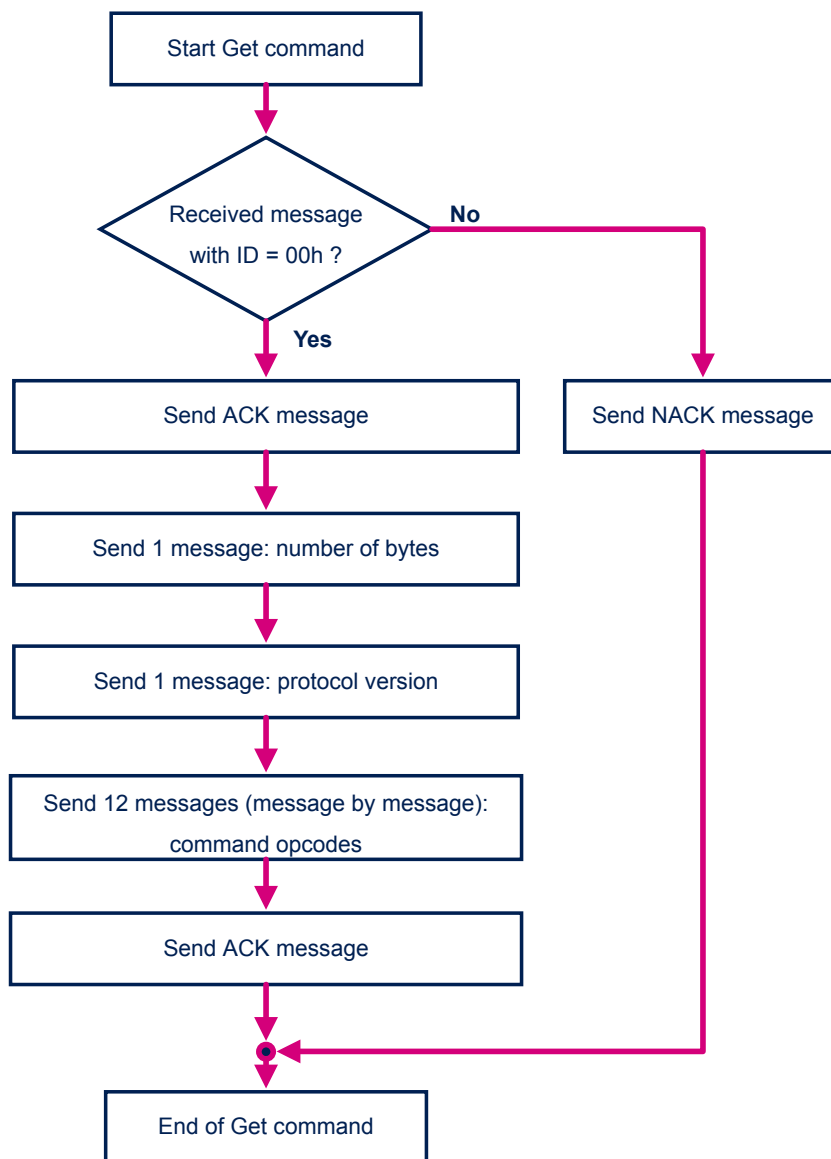 Start Get command
Received message
with ID = 00h ?
No
Yes
Send ACK message
Send NACK message
Send 1 message: number of bytes
Send 1 message: protocol version
Send 12 messages (message by message):
command opcodes
Send ACK message
End of Get command